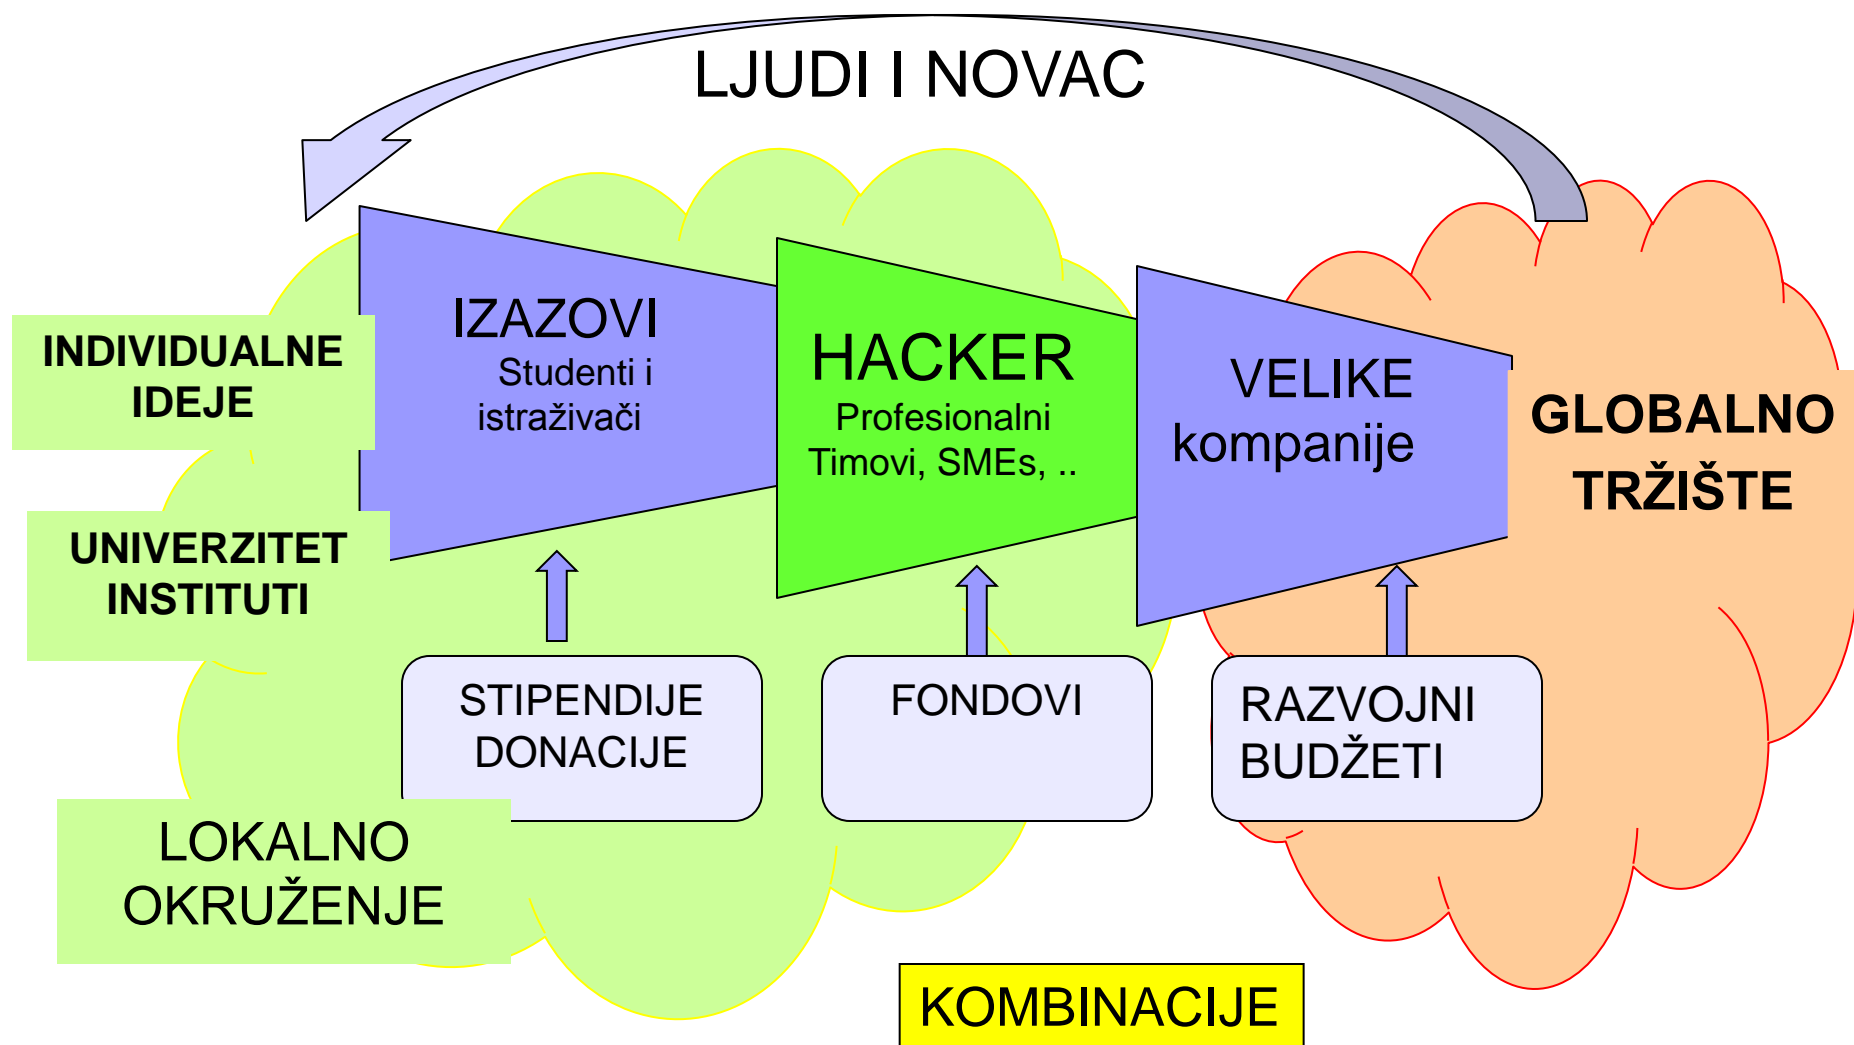 LJUDI I NOVAC
INDIVIDUALNE
IDEJE
IZAZOVI
Studenti i
istraživači
HACKER
Profesionalni
Timovi, SMEs, ..
VELIKE
kompanije
GLOBALNO
TRŽIŠTE
UNIVERZITET
INSTITUTI
STIPENDIJE
DONACIJE
FONDOVI
RAZVOJNI
BUDŽETI
LOKALNO
OKRUŽENJE
KOMBINACIJE